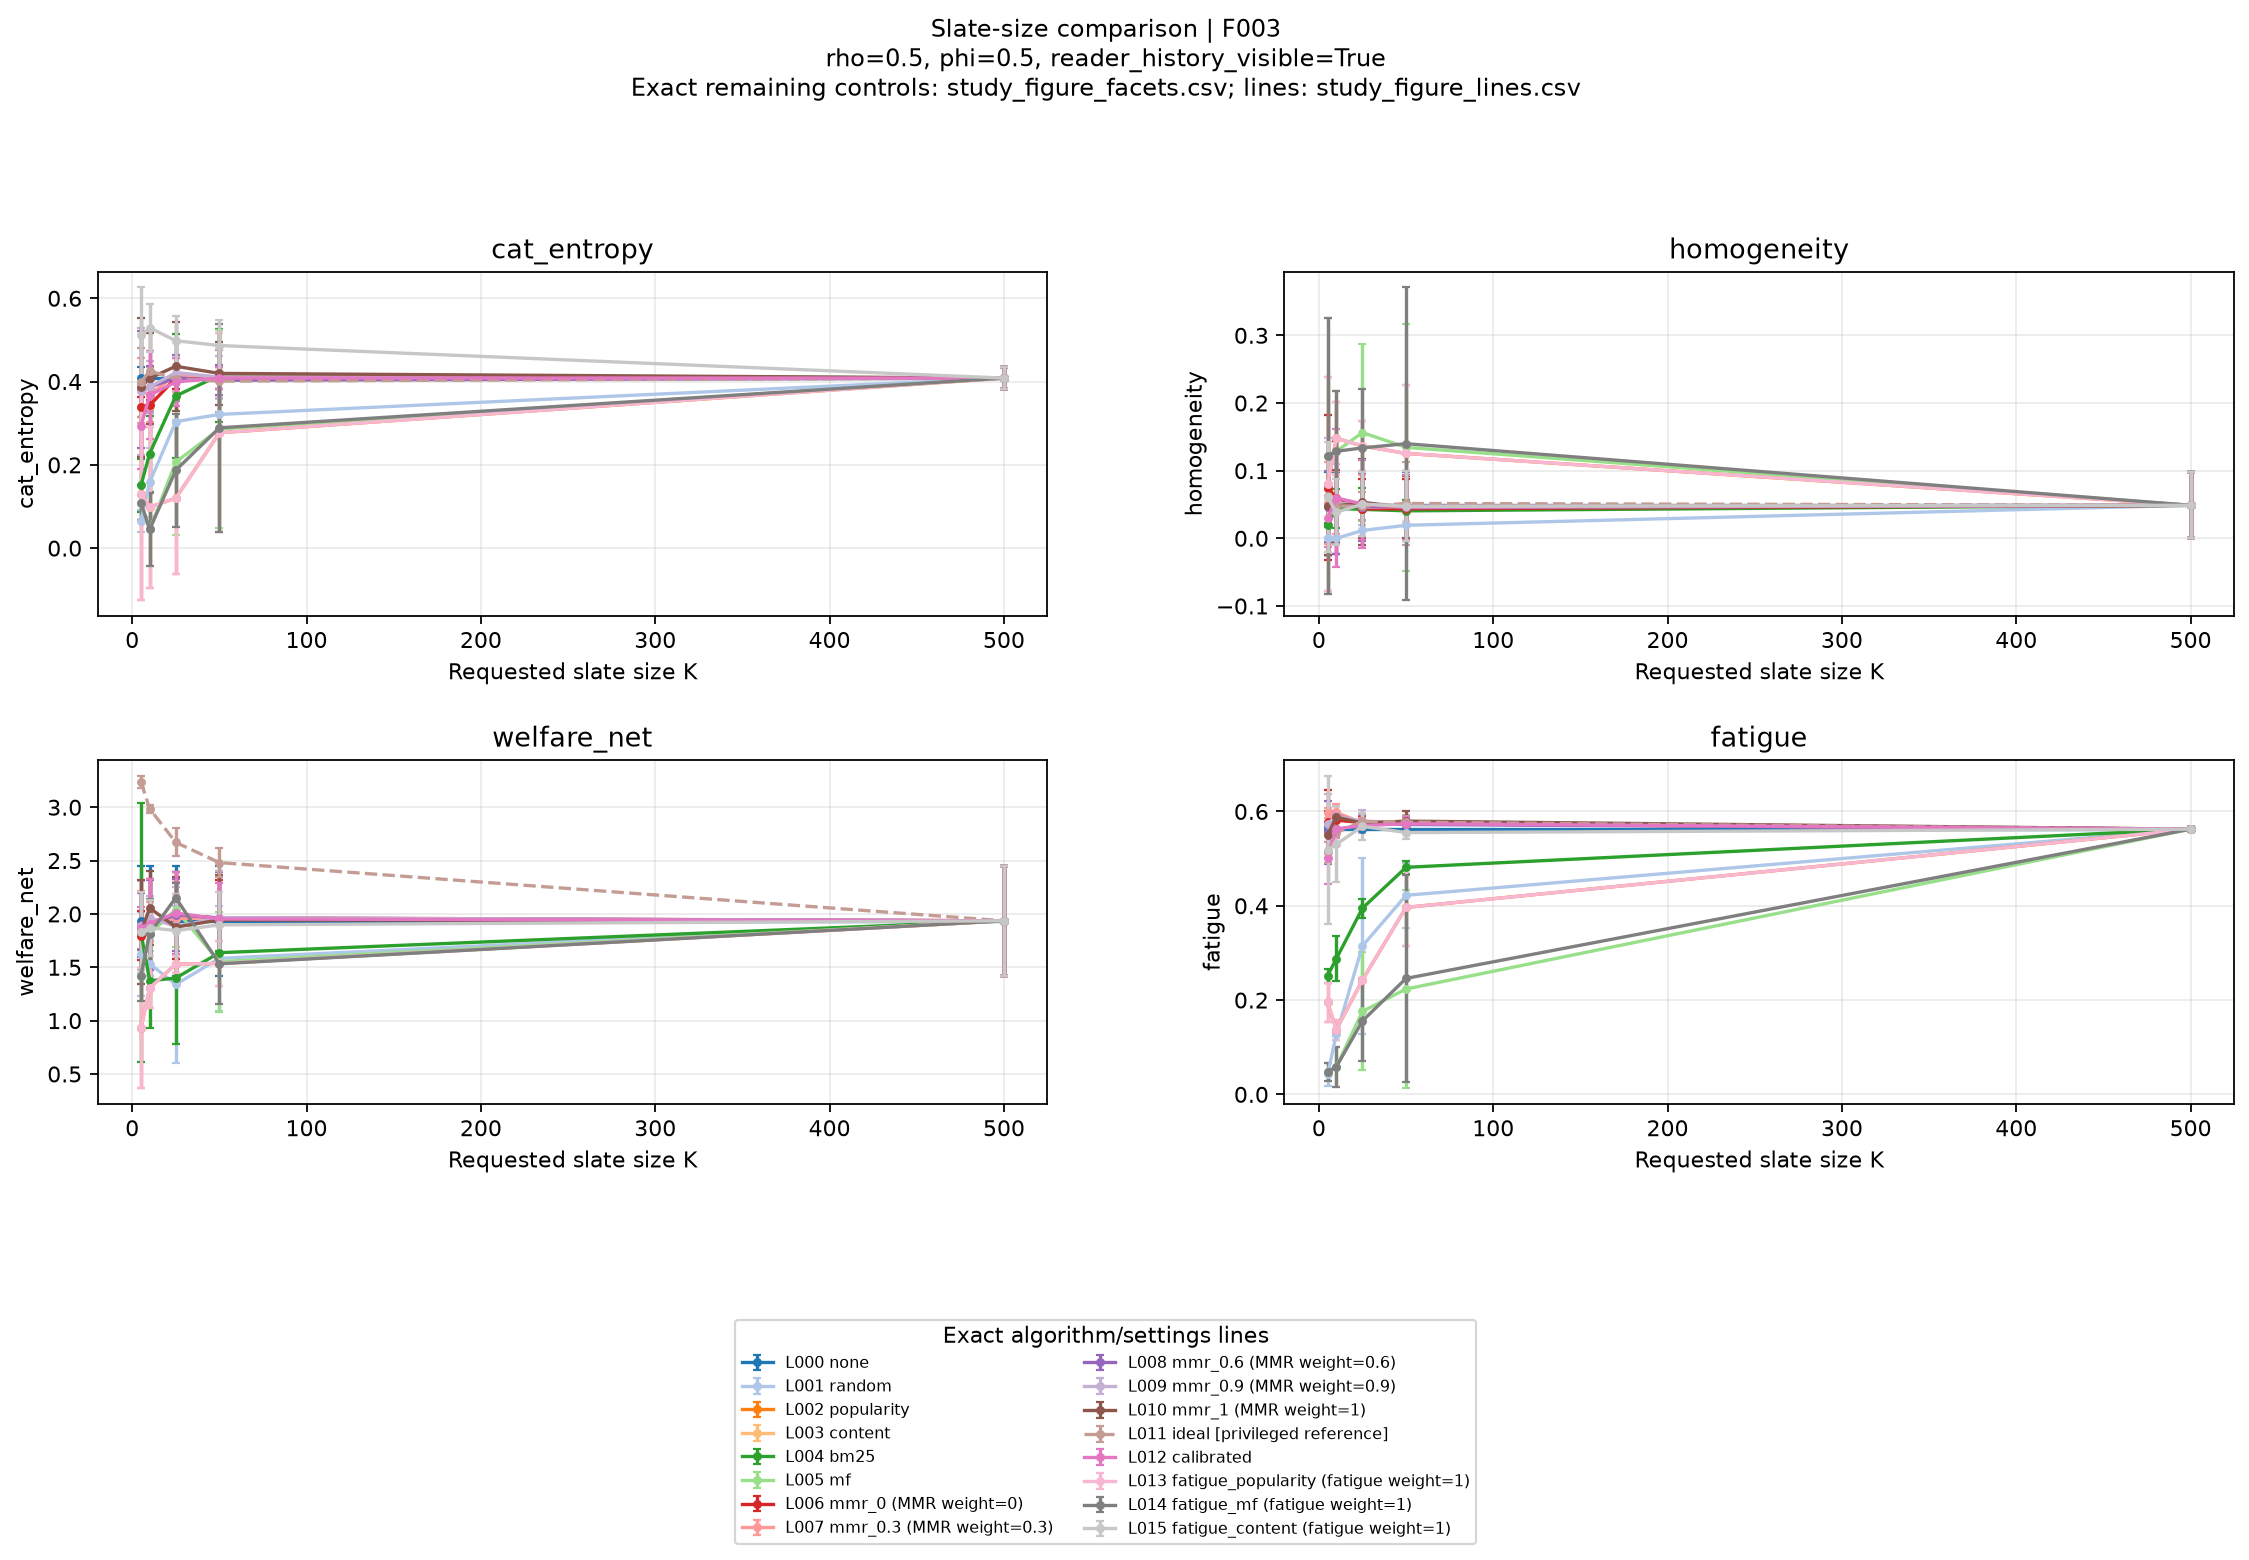 Slate-size comparison | F003
rho=0.5, phi=0.5, reader_history_visible=True
Exact remaining controls: study_figure_facets.csv; lines: study_figure_lines.csv
cat_entropy
cat_entropy
0.6
0.4
0.2
0.0
0 100 200 300 400 500
Requested slate size K
homogeneity
homogeneity
0.3
0.2
0.1
0.0
−0.1
0 100 200 300 400 500
Requested slate size K
welfare_net
welfare_net
3.0
2.5
2.0
1.5
1.0
0.5
0 100 200 300 400 500
Requested slate size K
fatigue
fatigue
0.6
0.4
0.2
0.0
0 100 200 300 400 500
Requested slate size K
Exact algorithm/settings lines
L000 none
L001 random
L002 popularity
L003 content
L004 bm25
L005 mf
L006 mmr_0 (MMR weight=0)
L007 mmr_0.3 (MMR weight=0.3)
L008 mmr_0.6 (MMR weight=0.6)
L009 mmr_0.9 (MMR weight=0.9)
L010 mmr_1 (MMR weight=1)
L011 ideal [privileged reference]
L012 calibrated
L013 fatigue_popularity (fatigue weight=1)
L014 fatigue_mf (fatigue weight=1)
L015 fatigue_content (fatigue weight=1)